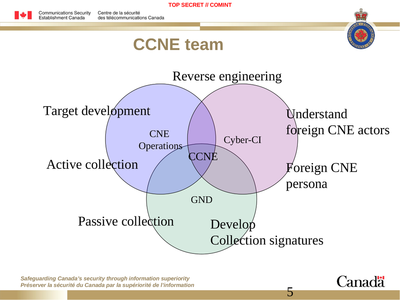 TOP SECRET // COMINT
Communications Security
Establishment Canada
Centre de la sécurité
des télécommunications Canada
CCNE team
Reverse engineering
Target development
Understand
foreign CNE actors
CNE
Operations
Cyber-CI
CCNE
Active collection
Foreign CNE
persona
GND
Passive collection
Develop
Collection signatures
Safeguarding Canada's security through information superiority
Préserver la sécurité du Canada par la supériorité de l'information
Canada
5